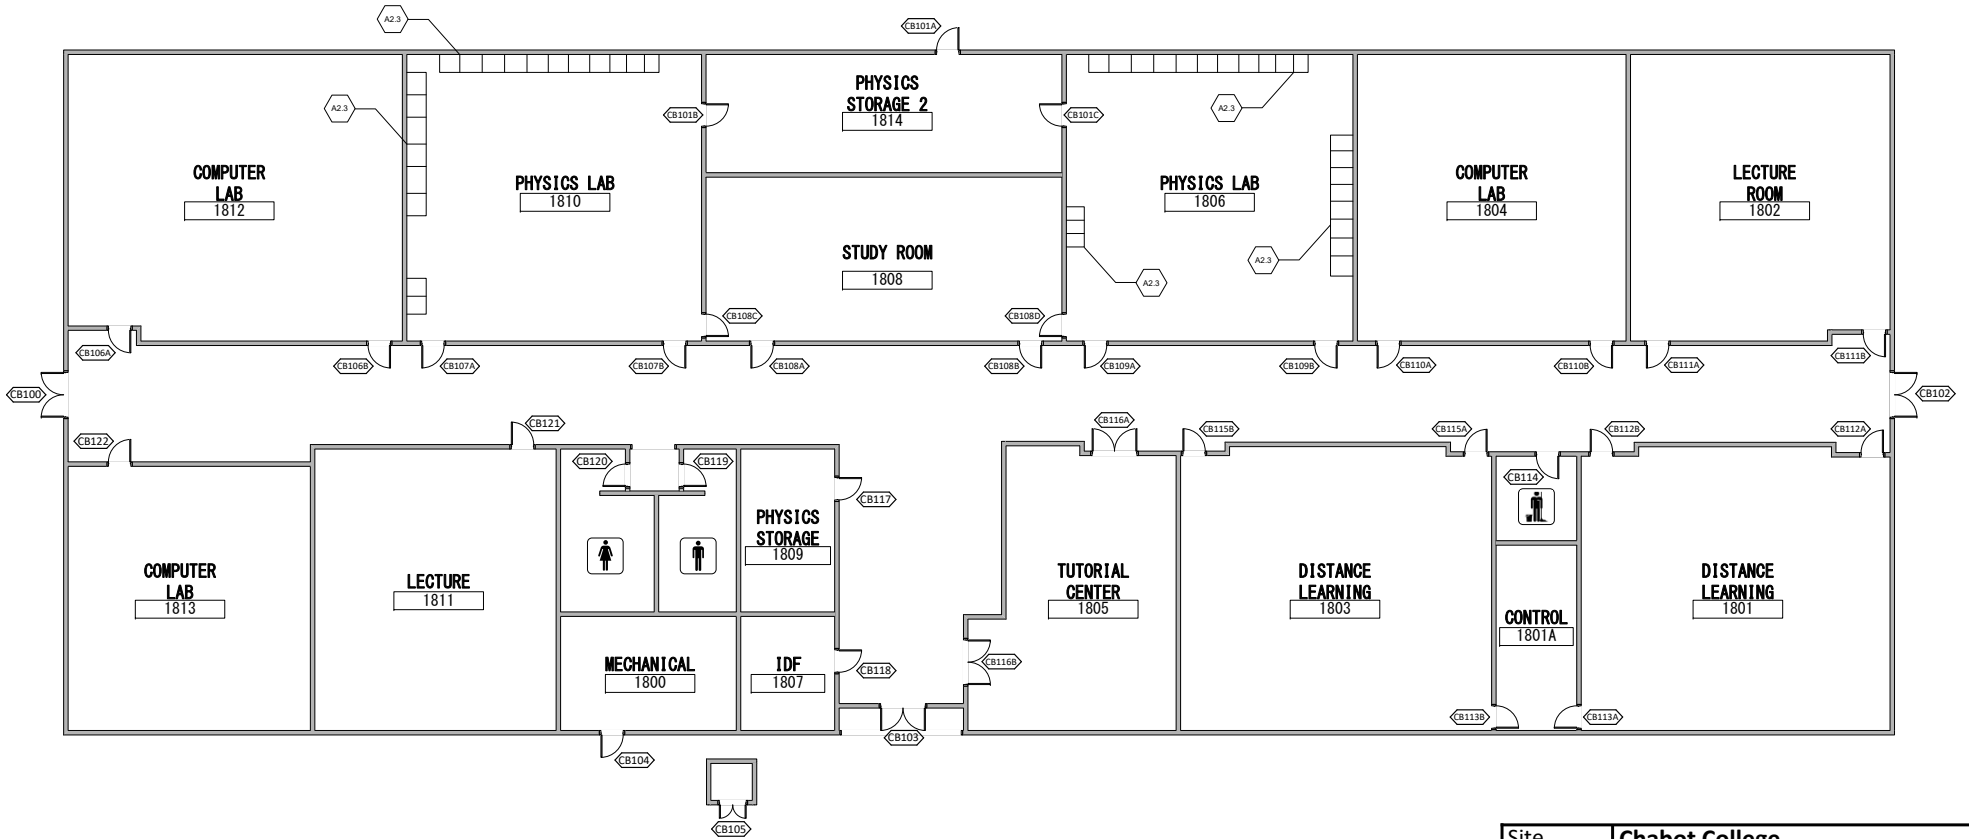 A2.3
CB101A
A2.3
CB101B
PHYSICS
STORAGE 2
1814
CB101C
A2.3
COMPUTER
LAB
1812
PHYSICS LAB
1810
PHYSICS LAB
1806
COMPUTER
LAB
1804
LECTURE
ROOM
1802
STUDY ROOM
1808
A2.3
A2.3
CB108C
CB108D
CB106A
CB106B
CB107A
CB107B
CB108A
CB108B
CB109A
CB109B
CB110A
CB110B
CB111A
CB111B
CB100
CB102
CB122
CB121
CB116A
CB115B
CB115A
CB112B
CB112A
CB120
CB119
CB117
CB114
PHYSICS
STORAGE
1809
COMPUTER
LAB
1813
LECTURE
1811
TUTORIAL
CENTER
1805
DISTANCE
LEARNING
1803
CONTROL
1801A
DISTANCE
LEARNING
1801
MECHANICAL
1800
IDF
1807
CB118
CB116B
CB113B
CB113A
CB103
CB104
CB105
Site
Chabot College